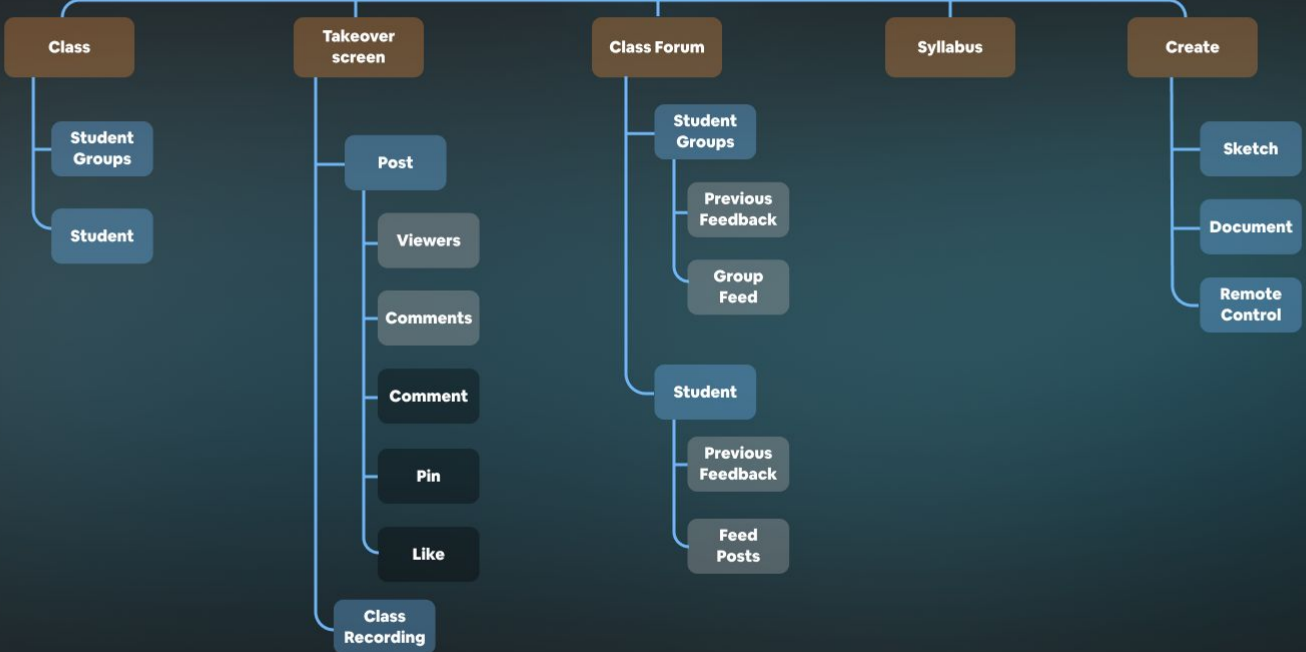 Class
Takeover
screen
Class Forum
Syllabus
Create
Student
Groups
Student
Post
Viewers
Comments
Comment
Pin
Like
Class
Recording
Student
Groups
Previous
Feedback
Group
Feed
Student
Previous
Feedback
Feed
Posts
Sketch
Document
Remote
Control